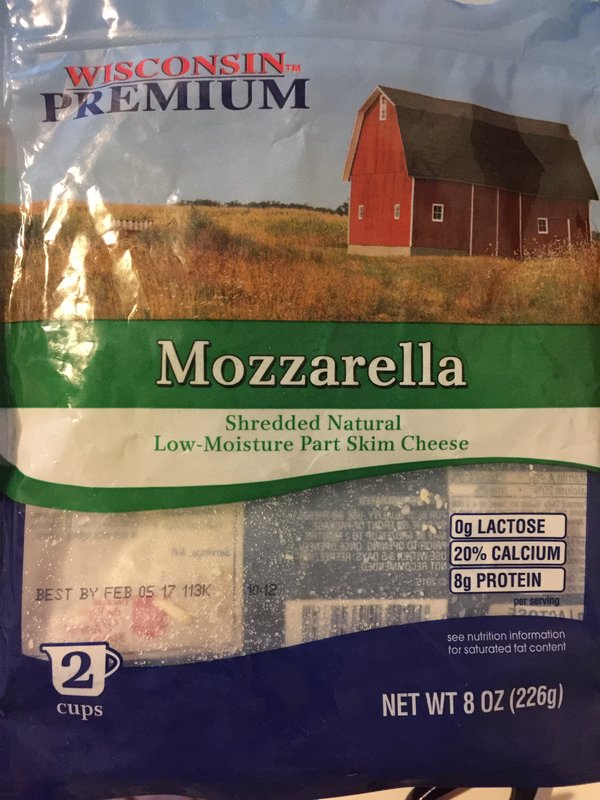 WISCONSIN™
PREMIUM
Mozzarella
Shredded Natural
Low-Moisture Part Skim Cheese
0g LACTOSE
20% CALCIUM
8g PROTEIN
per serving
BEST BY FEB 05 17 113K 10:12
see nutrition information
for saturated fat content
2
cups
NET WT 8 OZ (226g)